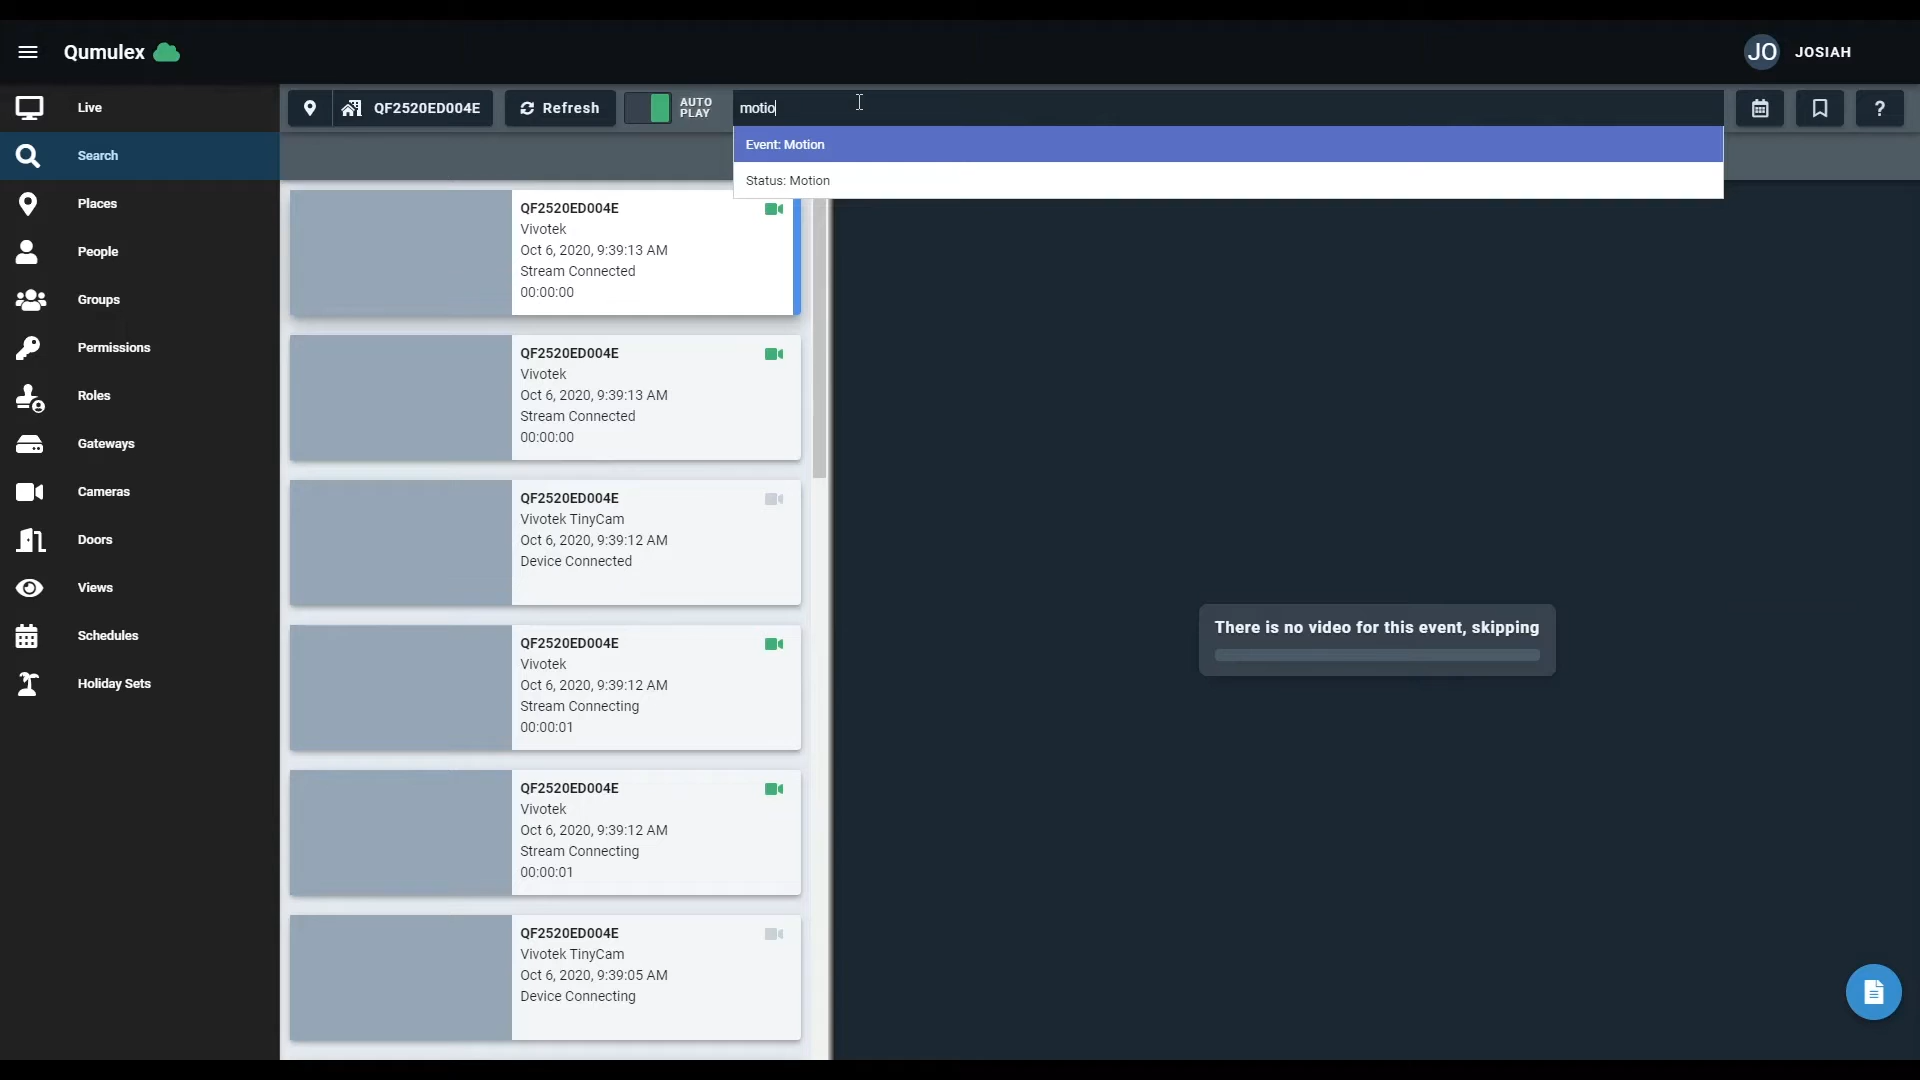 Qumulex
JO JOSIAH
Live
Search
Places
People
Groups
Permissions
Roles
Gateways
Cameras
Doors
Views
Schedules
Holiday Sets
QF2520ED004E
Refresh
AUTO
PLAY
motio
?
Event: Motion
Status: Motion
QF2520ED004E
Vivotek
Oct 6, 2020, 9:39:13 AM
Stream Connected
00:00:00
QF2520ED004E
Vivotek
Oct 6, 2020, 9:39:13 AM
Stream Connected
00:00:00
QF2520ED004E
Vivotek TinyCam
Oct 6, 2020, 9:39:12 AM
Device Connected
QF2520ED004E
Vivotek
Oct 6, 2020, 9:39:12 AM
Stream Connecting
00:00:01
QF2520ED004E
Vivotek
Oct 6, 2020, 9:39:12 AM
Stream Connecting
00:00:01
QF2520ED004E
Vivotek TinyCam
Oct 6, 2020, 9:39:05 AM
Device Connecting
There is no video for this event, skipping